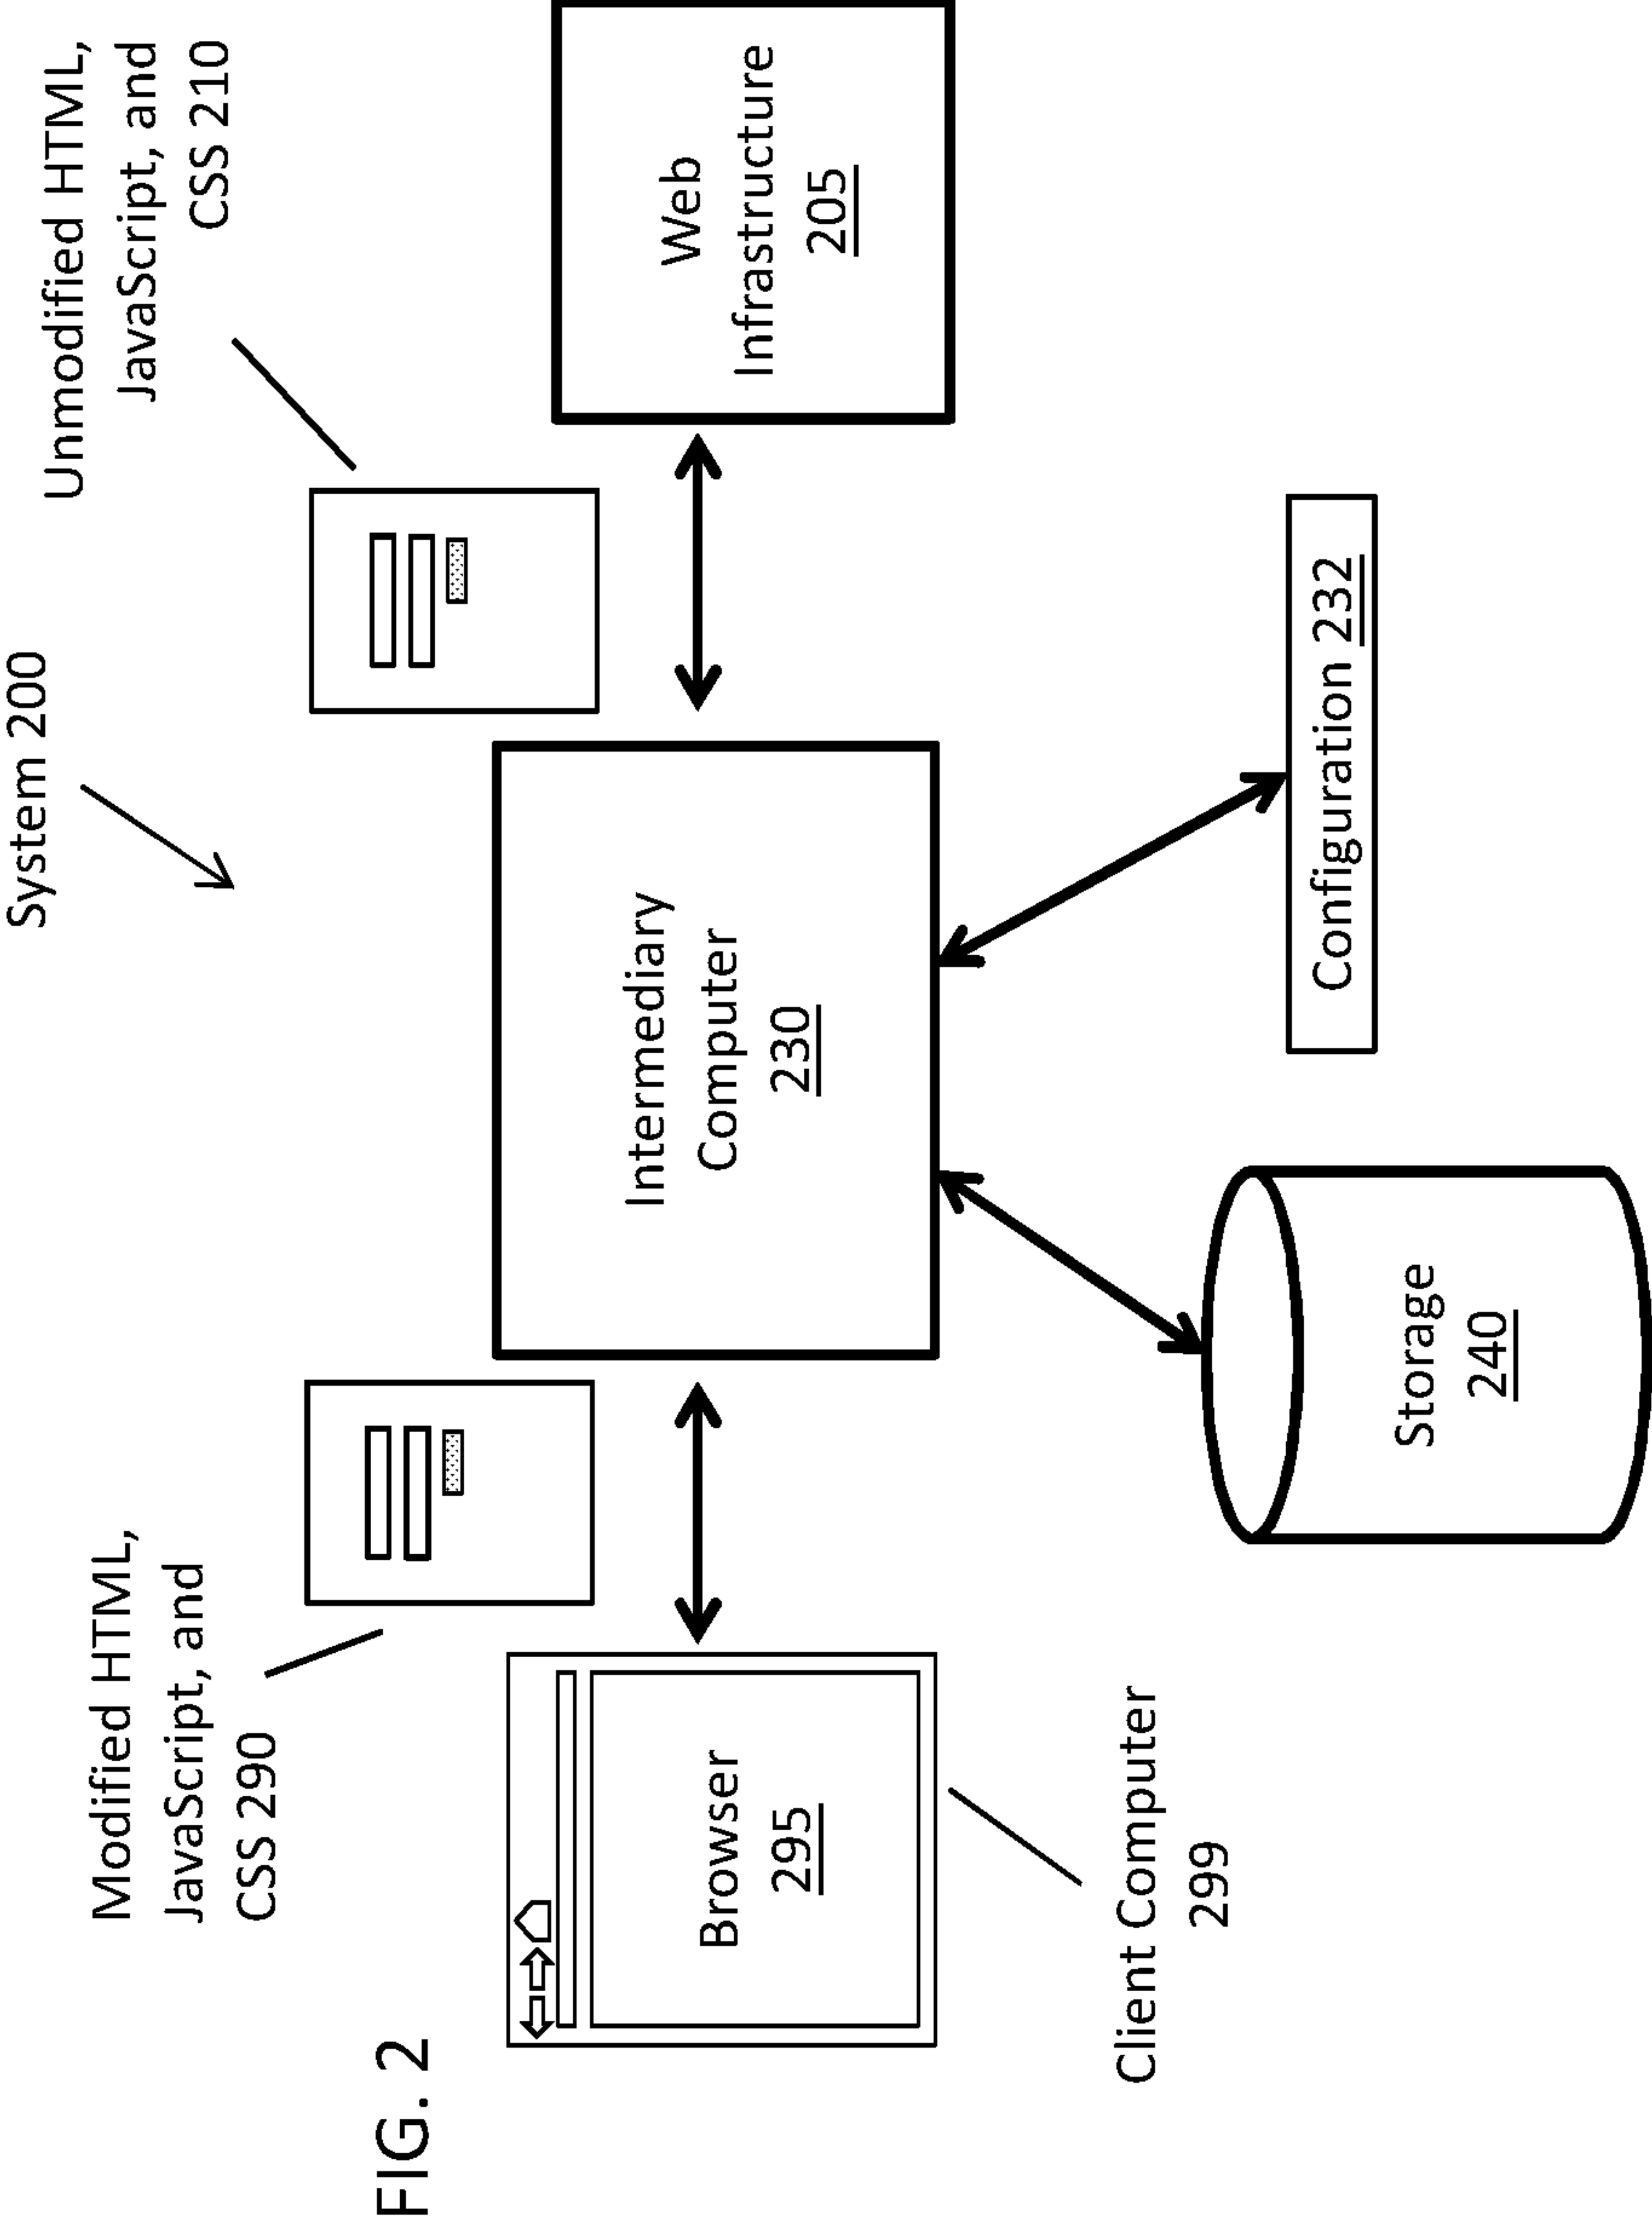 System 200
Modified HTML,
JavaScript, and
CSS 290
Unmodified HTML,
JavaScript, and
CSS 210
FIG. 2
Browser
295
Intermediary
Computer
230
Web
Infrastructure
205
Client Computer
299
Storage
240
Configuration 232